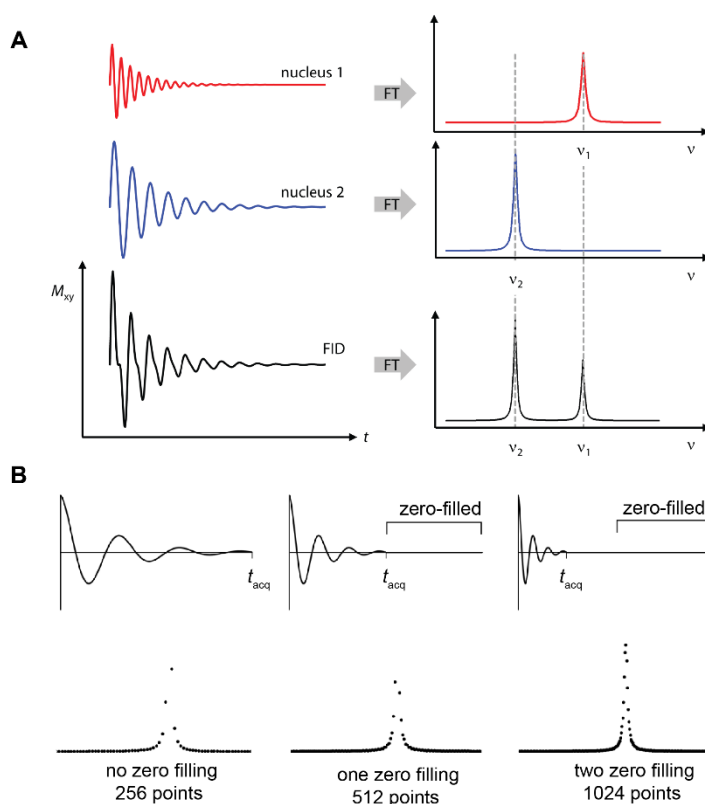 A
nucleus 1
FT
ν₁
ν
nucleus 2
FT
ν₂
ν
Mxy
FID
t
FT
ν₂
ν₁
ν
B
zero-filled
zero-filled
tacq
tacq
tacq
no zero filling
256 points
one zero filling
512 points
two zero filling
1024 points